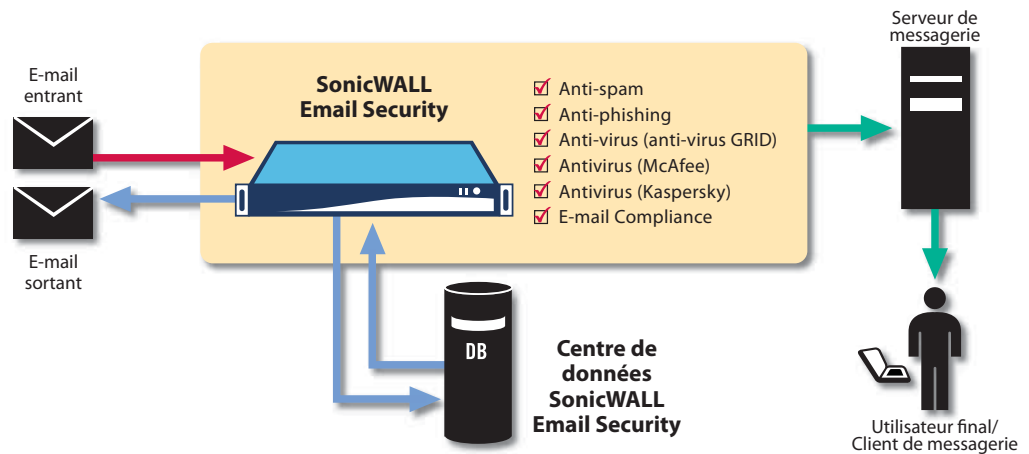 E-mail
entrant
E-mail
sortant
SonicWALL
Email Security
Anti-spam
Anti-phishing
Anti-virus (anti-virus GRID)
Antivirus (McAfee)
Antivirus (Kaspersky)
E-mail Compliance
Serveur de
messagerie
DB
Centre de
données
SonicWALL
Email Security
Utilisateur final/
Client de messagerie